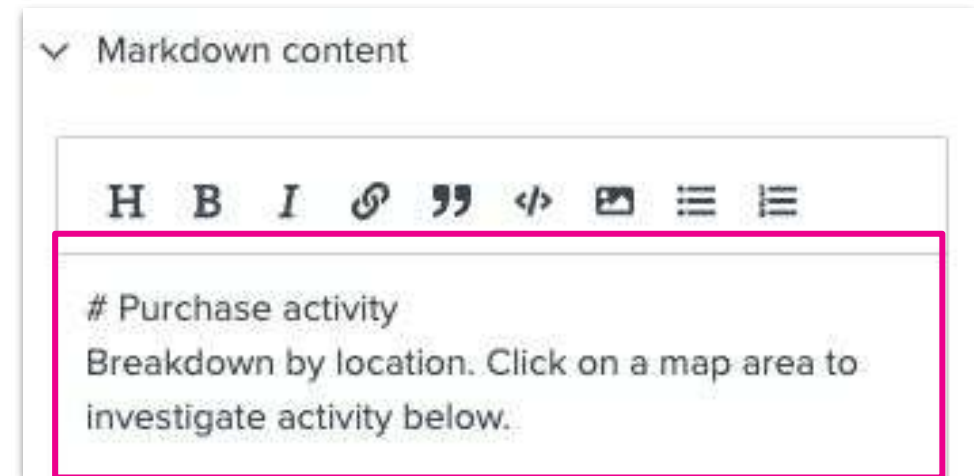 Markdown content
H B I
# Purchase activity
Breakdown by location. Click on a map area to
investigate activity below.